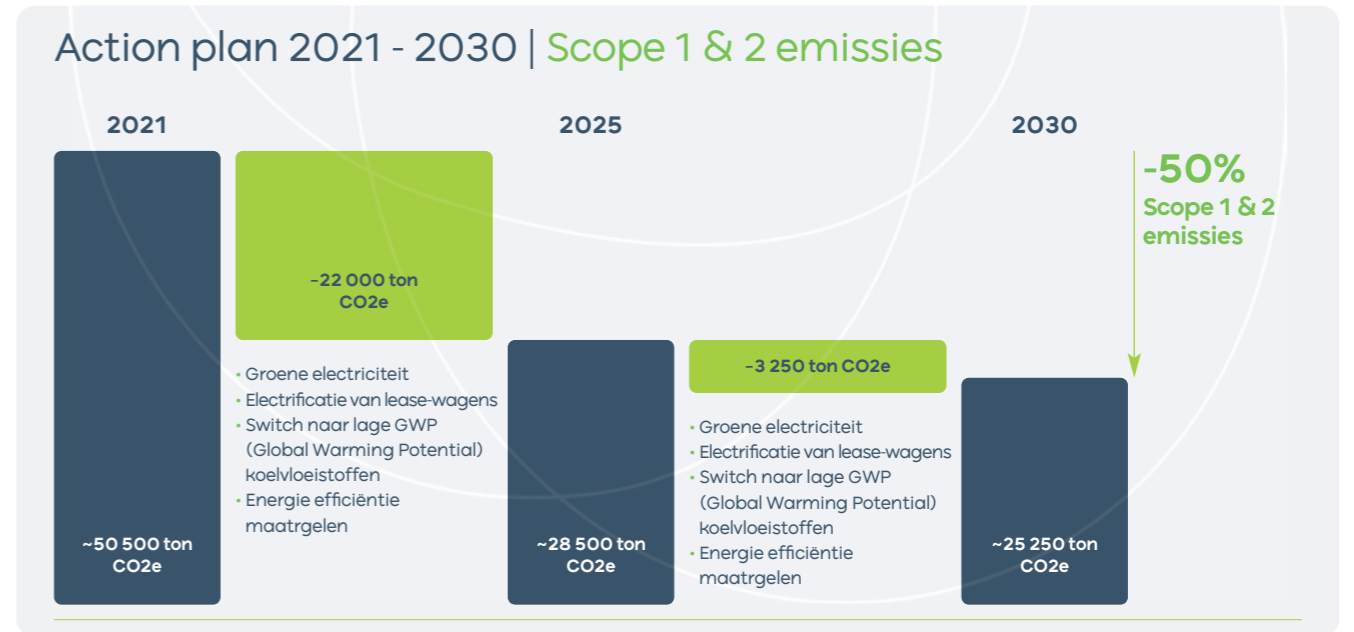 Action plan 2021 - 2030 | Scope 1 & 2 emissies
2021
2025
2030
-50%
Scope 1 & 2
emissies
-22 000 ton
CO2e
-3 250 ton CO2e
• Groene electriciteit
• Electrificatie van lease-wagens
• Switch naar lage GWP
(Global Warming Potential)
koelvloeistoffen
• Energie efficiëntie
maatrgelen
• Groene electriciteit
• Electrificatie van lease-wagens
• Switch naar lage GWP
(Global Warming Potential)
koelvloeistoffen
• Energie efficiëntie
maatrgelen
~50 500 ton
CO2e
~28 500 ton
CO2e
~25 250 ton
CO2e